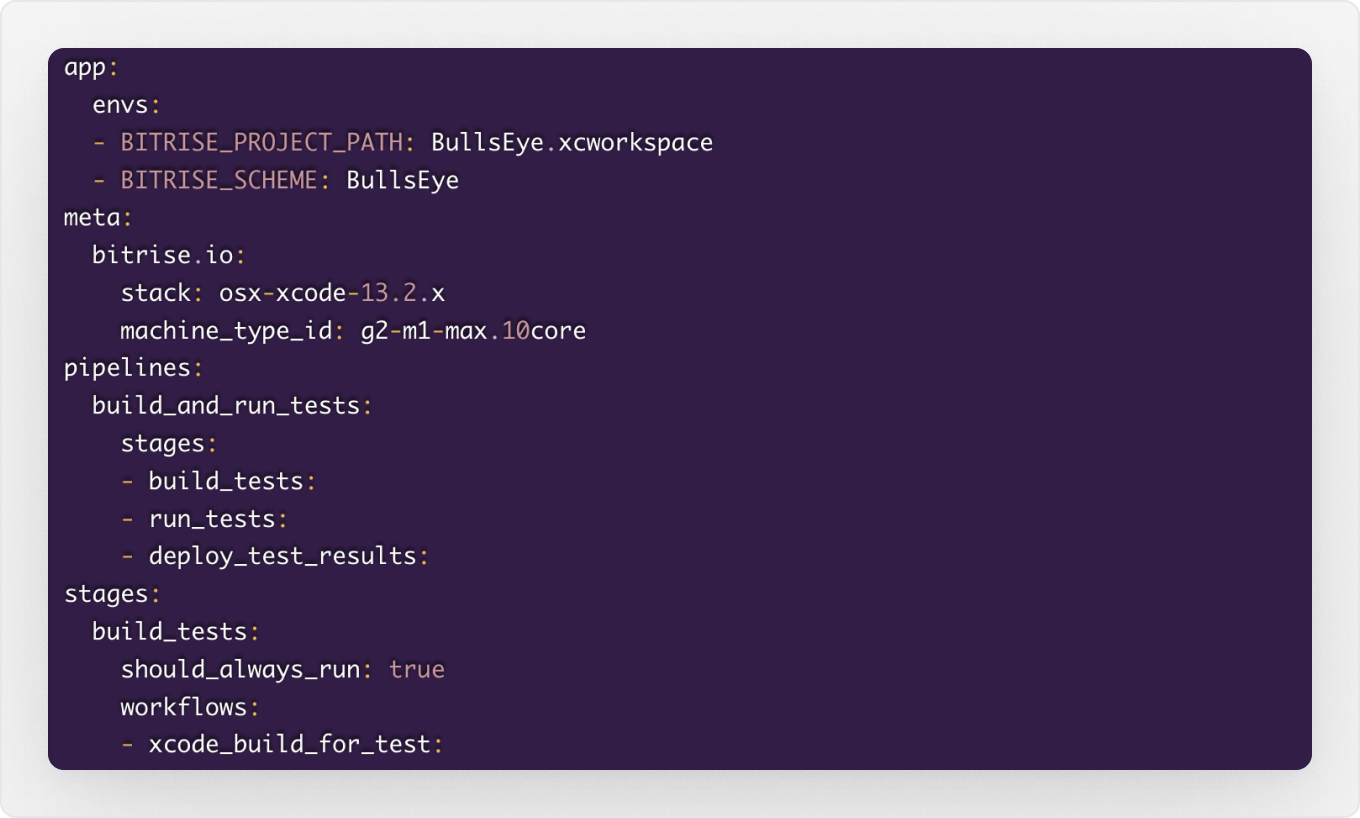 app:
  envs:
  - BITRISE_PROJECT_PATH: BullsEye.xcworkspace
  - BITRISE_SCHEME: BullsEye
meta:
  bitrise.io:
    stack: osx-xcode-13.2.x
    machine_type_id: g2-m1-max.10core
pipelines:
  build_and_run_tests:
    stages:
    - build_tests:
    - run_tests:
    - deploy_test_results:
stages:
  build_tests:
    should_always_run: true
    workflows:
    - xcode_build_for_test: